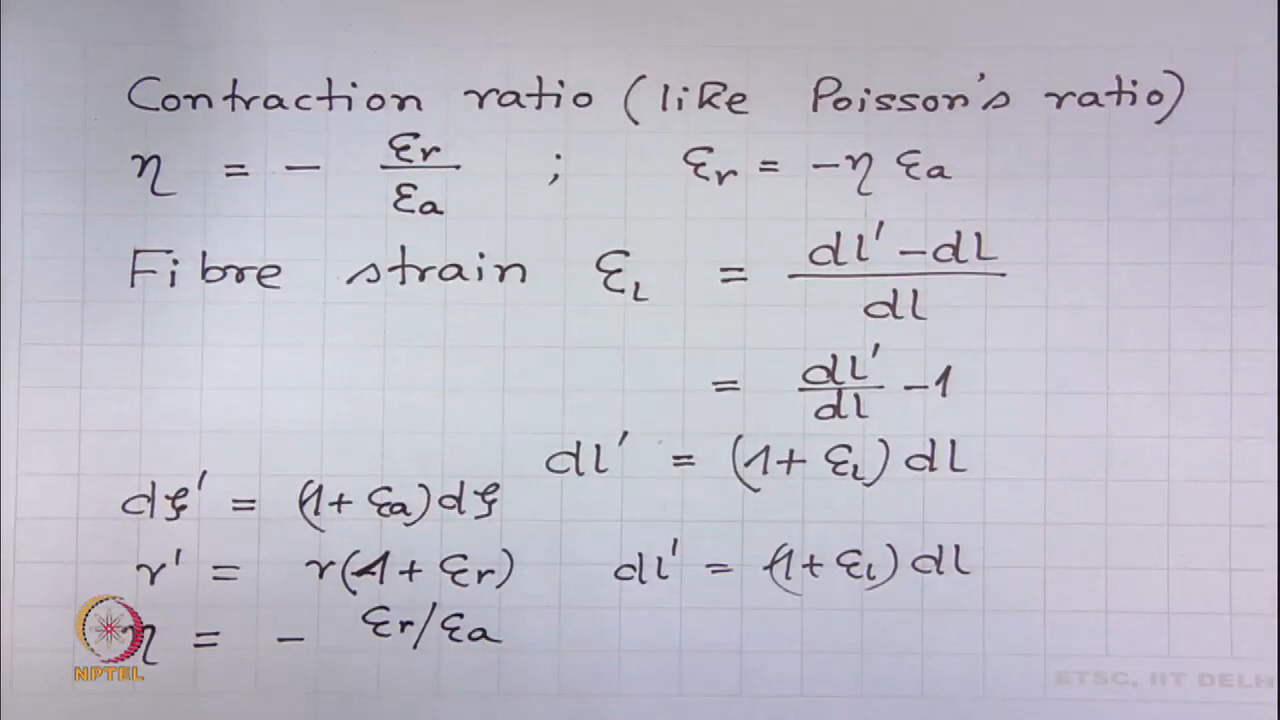 Contraction ratio (like Poisson's ratio)
η = - εr/εa ; εr = -η εa
Fibre strain εl = dl' - dl / dl
= dl'/dl - 1
dl' = (1 + εl) dl
dξ' = (1 + εa) dξ
r' = r(1 + εr) dl' = (1 + εl) dl
η = - εr/εa
NPTEL
ETSC, IIT DELH